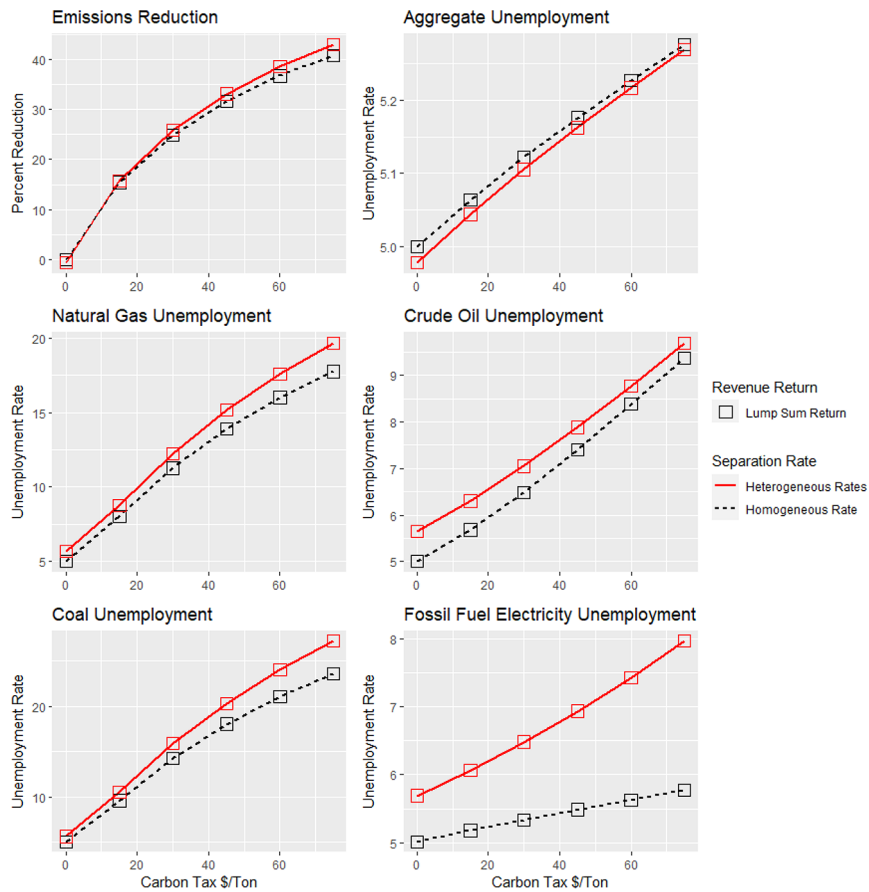 Emissions Reduction
Percent Reduction
40
30
20
10
0
0 20 40 60
Aggregate Unemployment
Unemployment Rate
5.2
5.1
5.0
0 20 40 60
Natural Gas Unemployment
Unemployment Rate
20
15
10
5
0 20 40 60
Crude Oil Unemployment
Unemployment Rate
9
8
7
6
5
0 20 40 60
Revenue Return
Lump Sum Return
Separation Rate
Heterogeneous Rates
Homogeneous Rate
Coal Unemployment
Unemployment Rate
20
10
0 20 40 60
Carbon Tax $/Ton
Fossil Fuel Electricity Unemployment
Unemployment Rate
8
7
6
5
0 20 40 60
Carbon Tax $/Ton